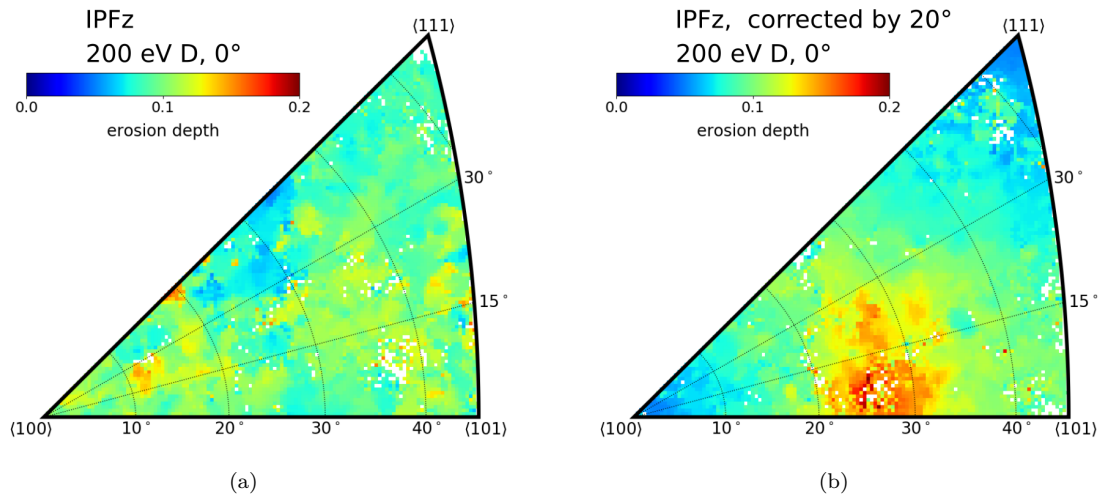 IPFz
200 eV D, 0°
⟨111⟩
0.0 0.1 0.2
erosion depth
30°
15°
⟨100⟩ 10° 20° 30° 40° ⟨101⟩
(a)
IPFz, corrected by 20°
200 eV D, 0°
⟨111⟩
0.0 0.1 0.2
erosion depth
30°
15°
⟨100⟩ 10° 20° 30° 40° ⟨101⟩
(b)